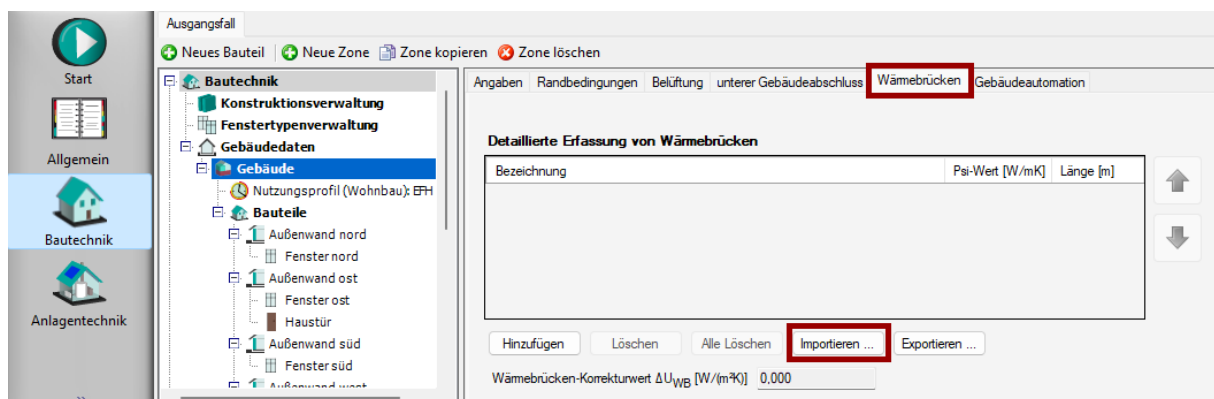 Ausgangsfall
Neues Bauteil Neue Zone Zone kopieren Zone löschen
Start
Allgemein
Bautechnik
Anlagentechnik
Bautechnik
Konstruktionsverwaltung
Fenstertypenverwaltung
Gebäudedaten
Gebäude
Nutzungsprofil (Wohnbau): EFH
Bauteile
Außenwand nord
Fenster nord
Außenwand ost
Fenster ost
Haustür
Außenwand süd
Fenster süd
Außenwand west
Angaben Randbedingungen Belüftung unterer Gebäudeabschluss Wärmebrücken Gebäudeautomation
Detaillierte Erfassung von Wärmebrücken
Bezeichnung Psi-Wert [W/mK] Länge [m]
Hinzufügen Löschen Alle Löschen Importieren ... Exportieren ...
Wärmebrücken-Korrekturwert ΔU_WB [W/(m²K)] 0,000